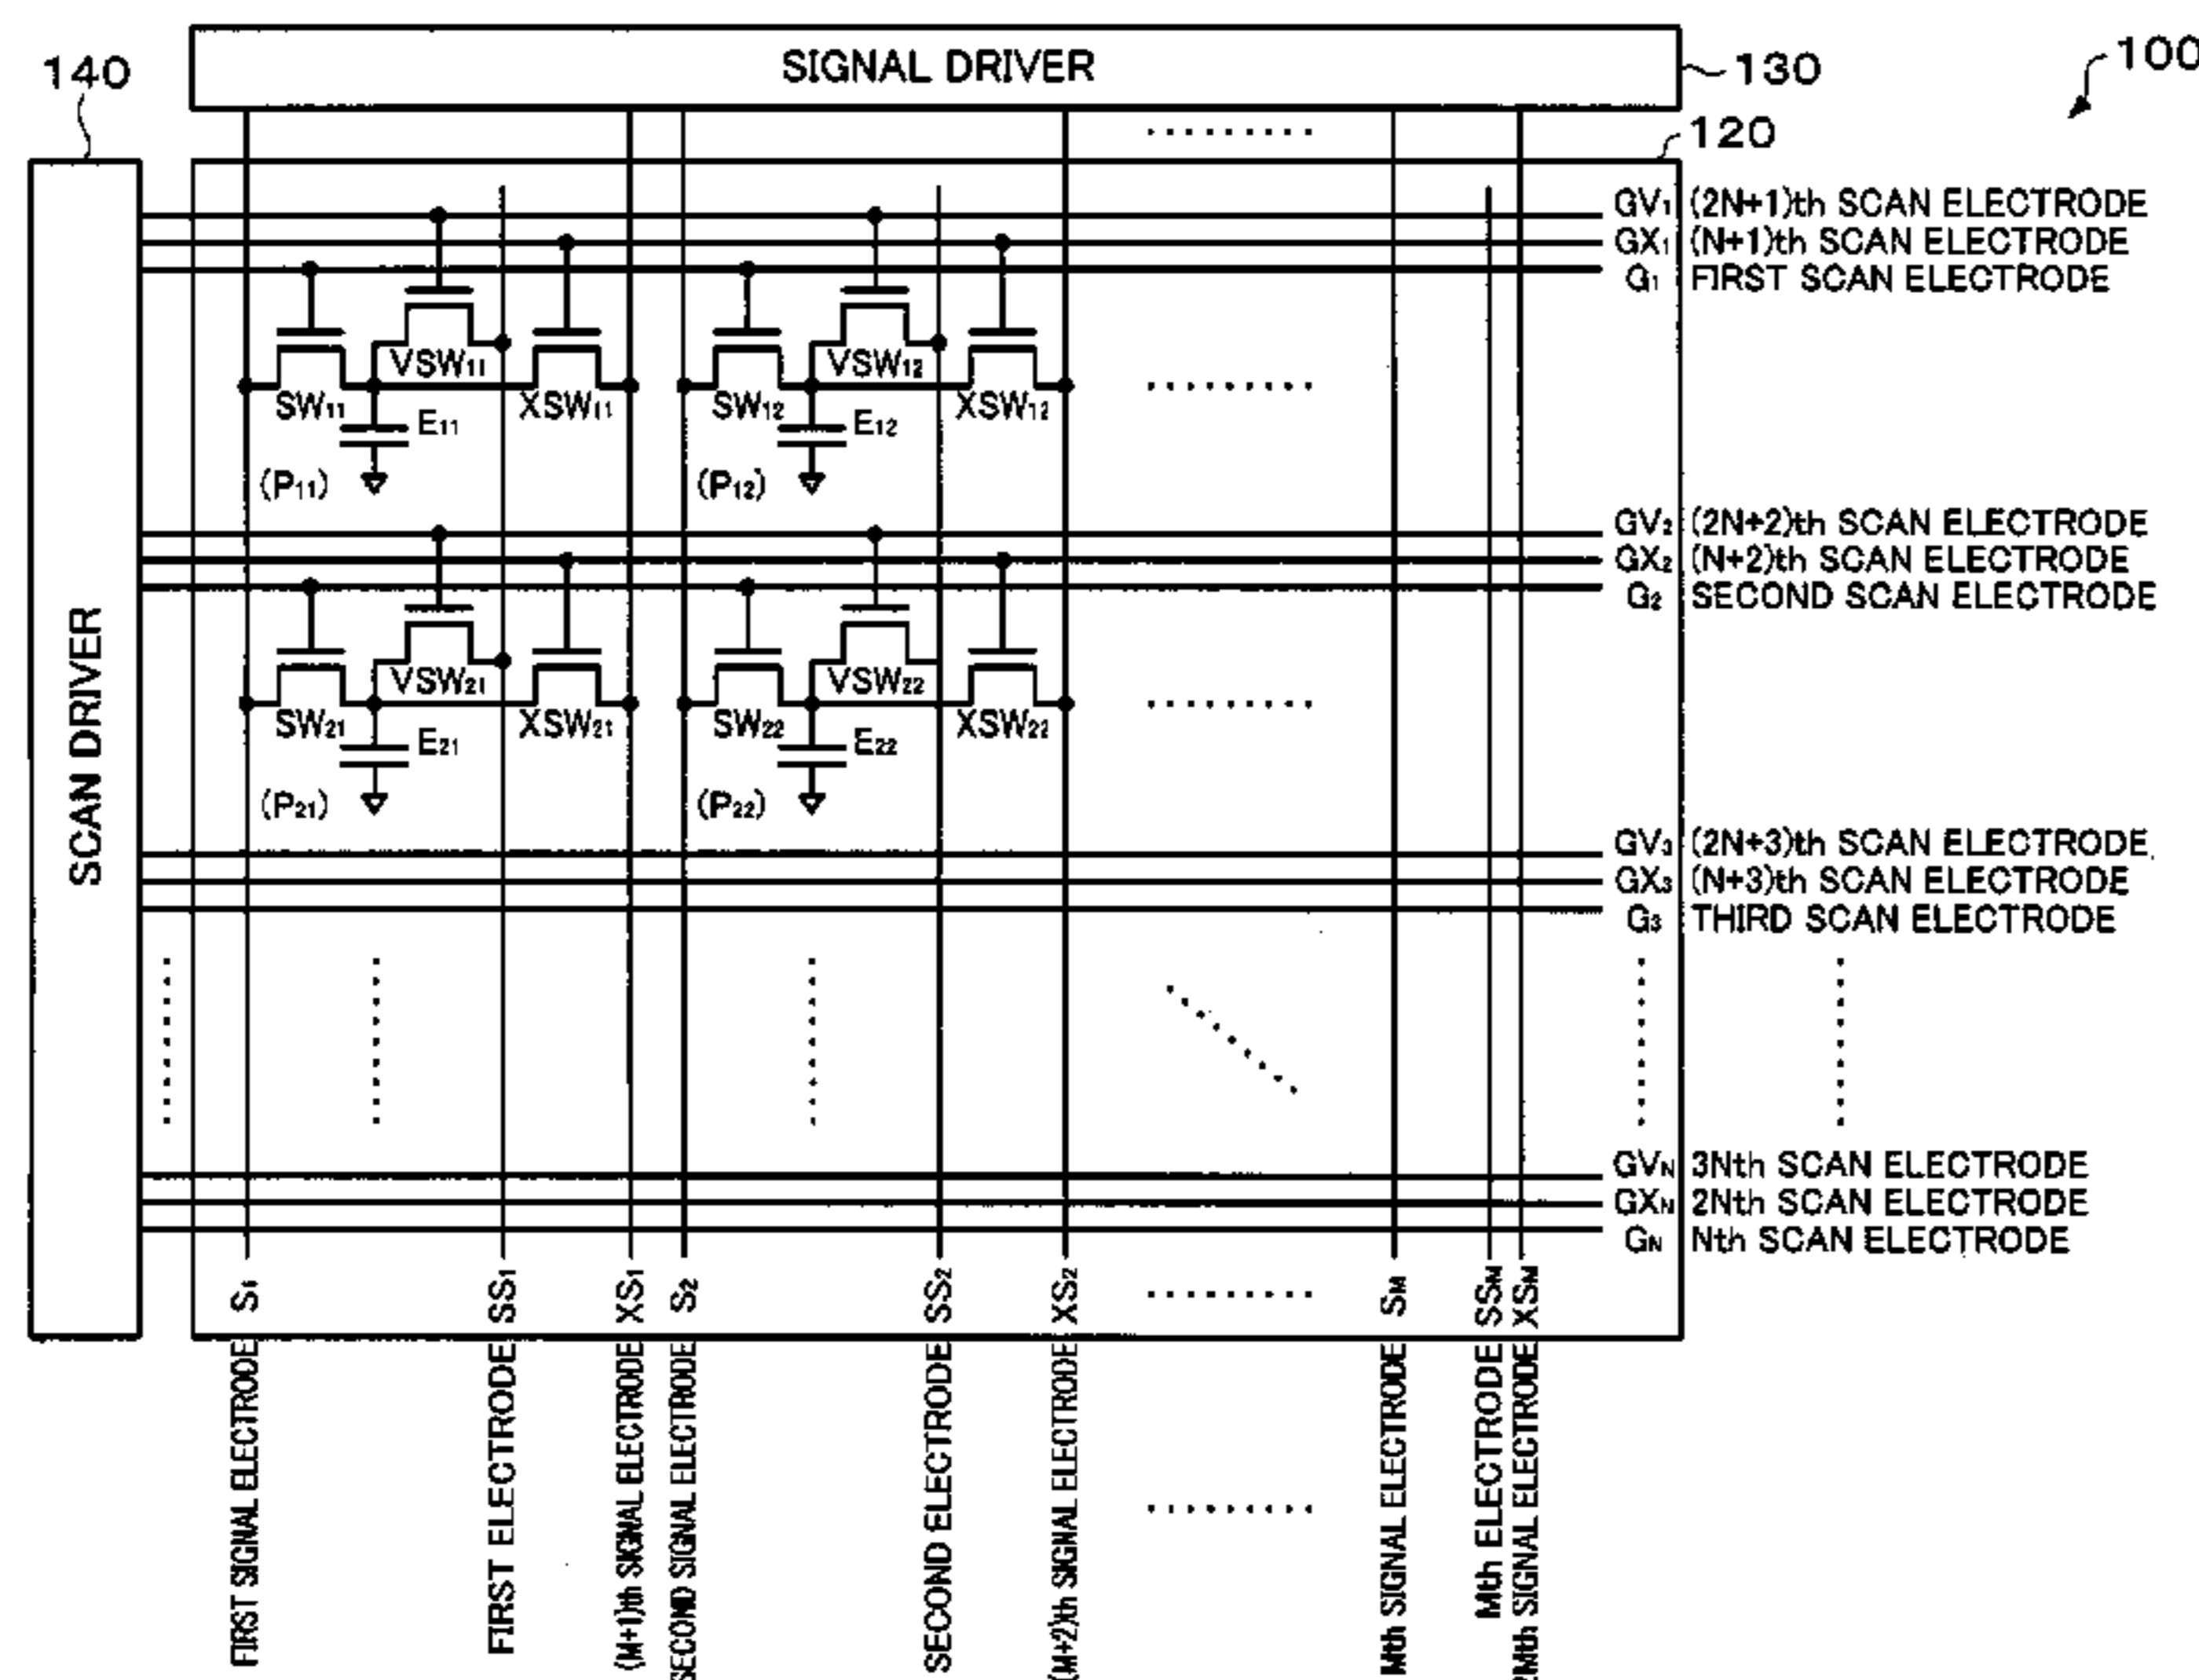 SIGNAL DRIVER
130
100
140
120
SCAN DRIVER
GV₁ (2N+1)th SCAN ELECTRODE
GX₁ (N+1)th SCAN ELECTRODE
G₁ FIRST SCAN ELECTRODE
VSW₁₁ VSW₁₂
SW₁₁ XSW₁₁ SW₁₂ XSW₁₂
E₁₁ E₁₂
(P₁₁) (P₁₂)
GV₂ (2N+2)th SCAN ELECTRODE
GX₂ (N+2)th SCAN ELECTRODE
G₂ SECOND SCAN ELECTRODE
VSW₂₁ VSW₂₂
SW₂₁ XSW₂₁ SW₂₂ XSW₂₂
E₂₁ E₂₂
(P₂₁) (P₂₂)
GV₃ (2N+3)th SCAN ELECTRODE
GX₃ (N+3)th SCAN ELECTRODE
G₃ THIRD SCAN ELECTRODE
GVN 3Nth SCAN ELECTRODE
GXN 2Nth SCAN ELECTRODE
GN Nth SCAN ELECTRODE
S₁ FIRST SIGNAL ELECTRODE
SS₁ FIRST ELECTRODE
XS₁ (M+1)th SIGNAL ELECTRODE
S₂ SECOND SIGNAL ELECTRODE
SS₂ SECOND ELECTRODE
XS₂ (M+2)th SIGNAL ELECTRODE
SM Mth SIGNAL ELECTRODE
SSM Mth ELECTRODE
XSM 2Mth SIGNAL ELECTRODE